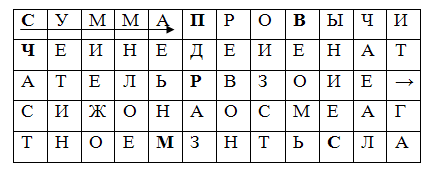 С У М М А П Р О В Ы Ч И
Ч Е И Н Е Д Е И Е Н А Т
А Т Е Л Ь Р В З О И Е →
С И Ж О Н А О С М Е А Г
Т Н О Е М З Н Т Ь С Л А